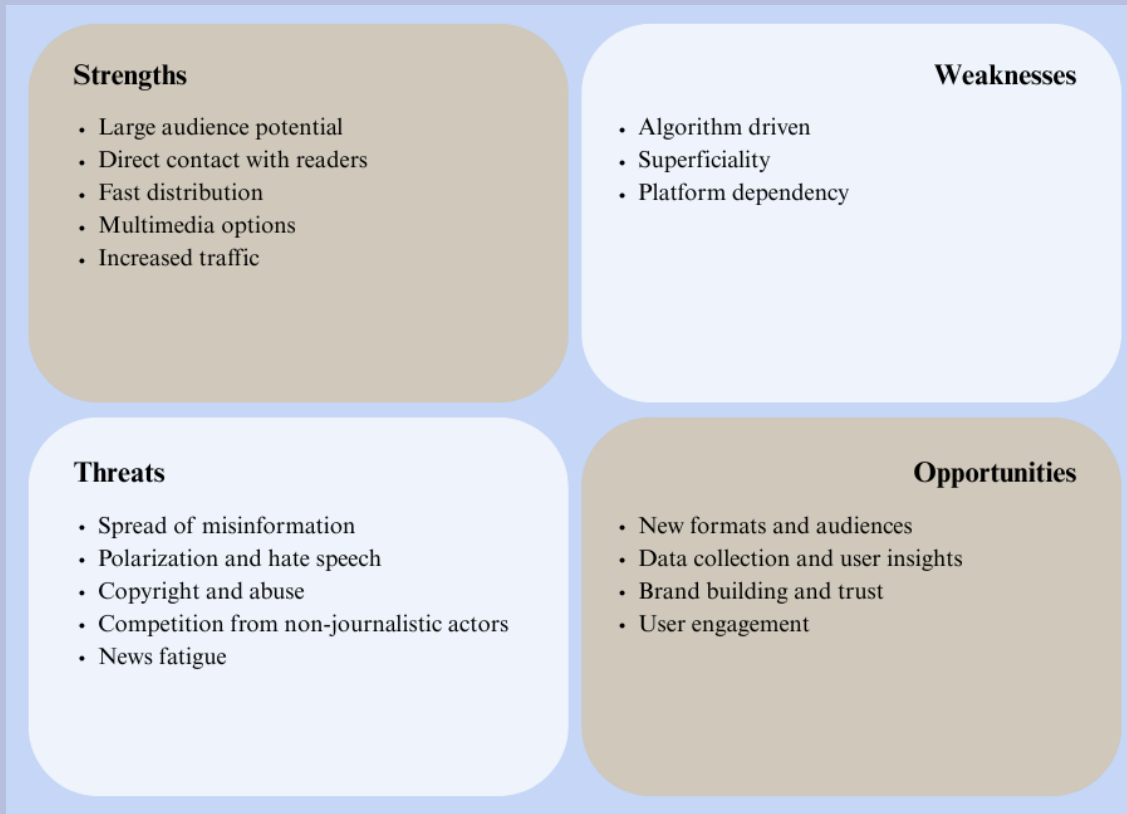 Strengths
• Large audience potential
• Direct contact with readers
• Fast distribution
• Multimedia options
• Increased traffic
Weaknesses
• Algorithm driven
• Superficiality
• Platform dependency
Threats
• Spread of misinformation
• Polarization and hate speech
• Copyright and abuse
• Competition from non-journalistic actors
• News fatigue
Opportunities
• New formats and audiences
• Data collection and user insights
• Brand building and trust
• User engagement